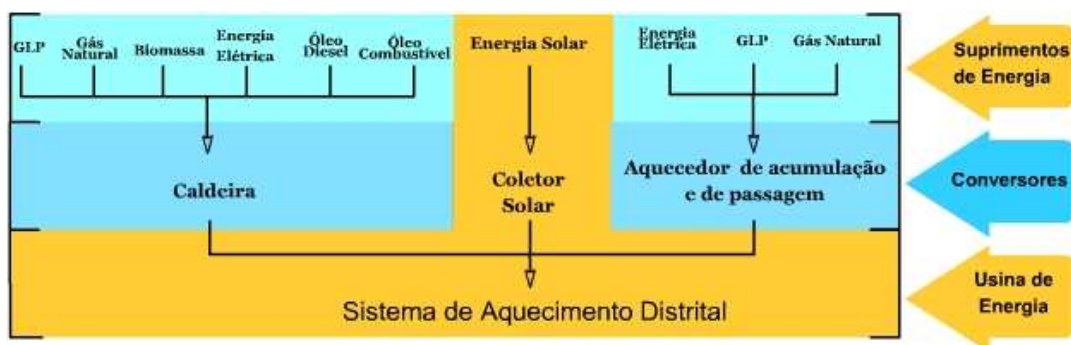 GLP
Gás
Natural
Biomassa
Energia
Elétrica
Óleo
Diesel
Óleo
Combustível
Energia Solar
Energia
Elétrica
GLP
Gás Natural
Suprimentos
de Energia
Caldeira
Coletor
Solar
Aquecedor de acumulação
e de passagem
Conversores
Sistema de Aquecimento Distrital
Usina de
Energia